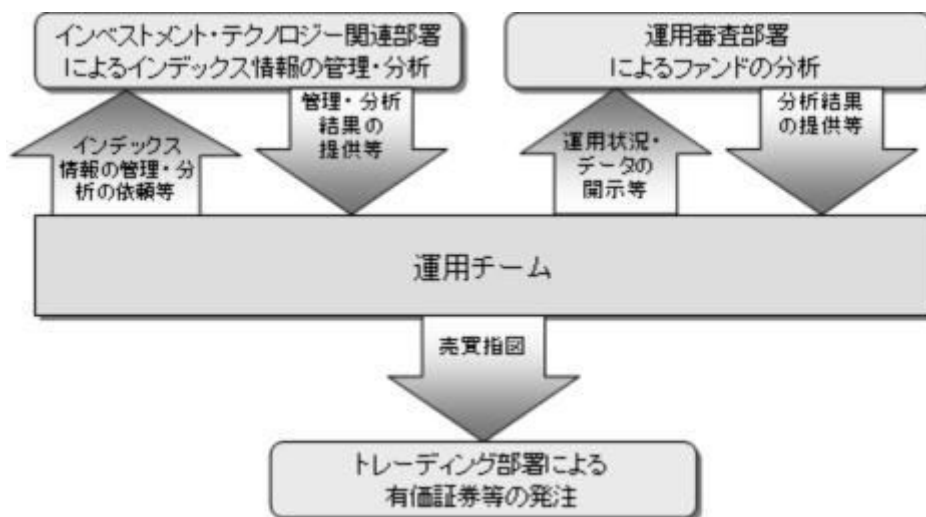 インベストメント・テクノロジー関連部署
によるインデックス情報の管理・分析
運用審査部署
によるファンドの分析
インデックス
情報の管理・分
析の依頼等
管理・分析
結果の
提供等
運用状況・
データの
開示等
分析結果
の提供等
運用チーム
売買指図
トレーディング部署による
有価証券等の発注